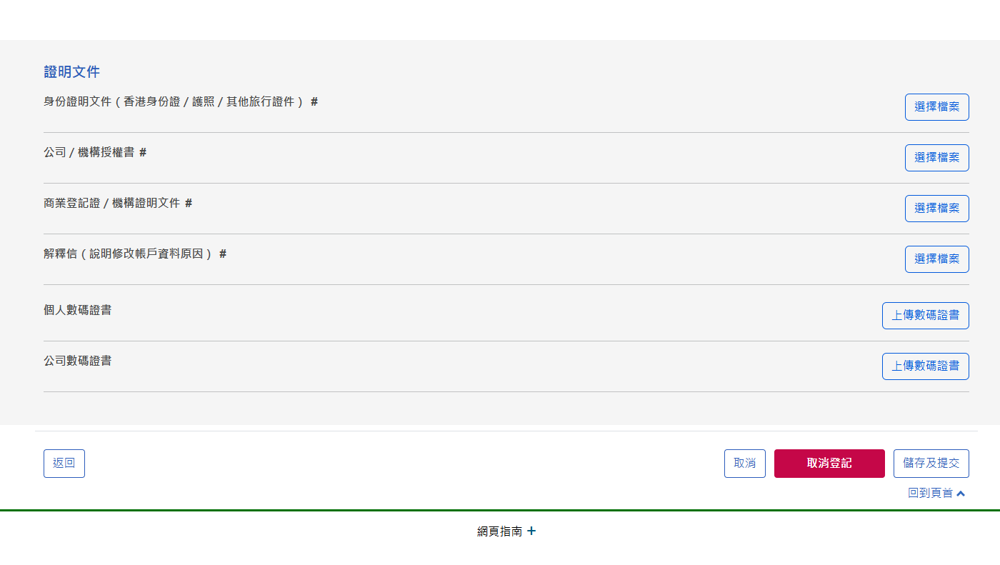 證明文件
身份證明文件 ( 香港身份證 / 護照 / 其他旅行證件 ) #
選擇檔案
公司 / 機構授權書 #
選擇檔案
商業登記證 / 機構證明文件 #
選擇檔案
解釋信 ( 說明修改帳戶資料原因 ) #
選擇檔案
個人數碼證書
上傳數碼證書
公司數碼證書
上傳數碼證書
返回
取消
取消登記
儲存及提交
回到頁首
網頁指南 +